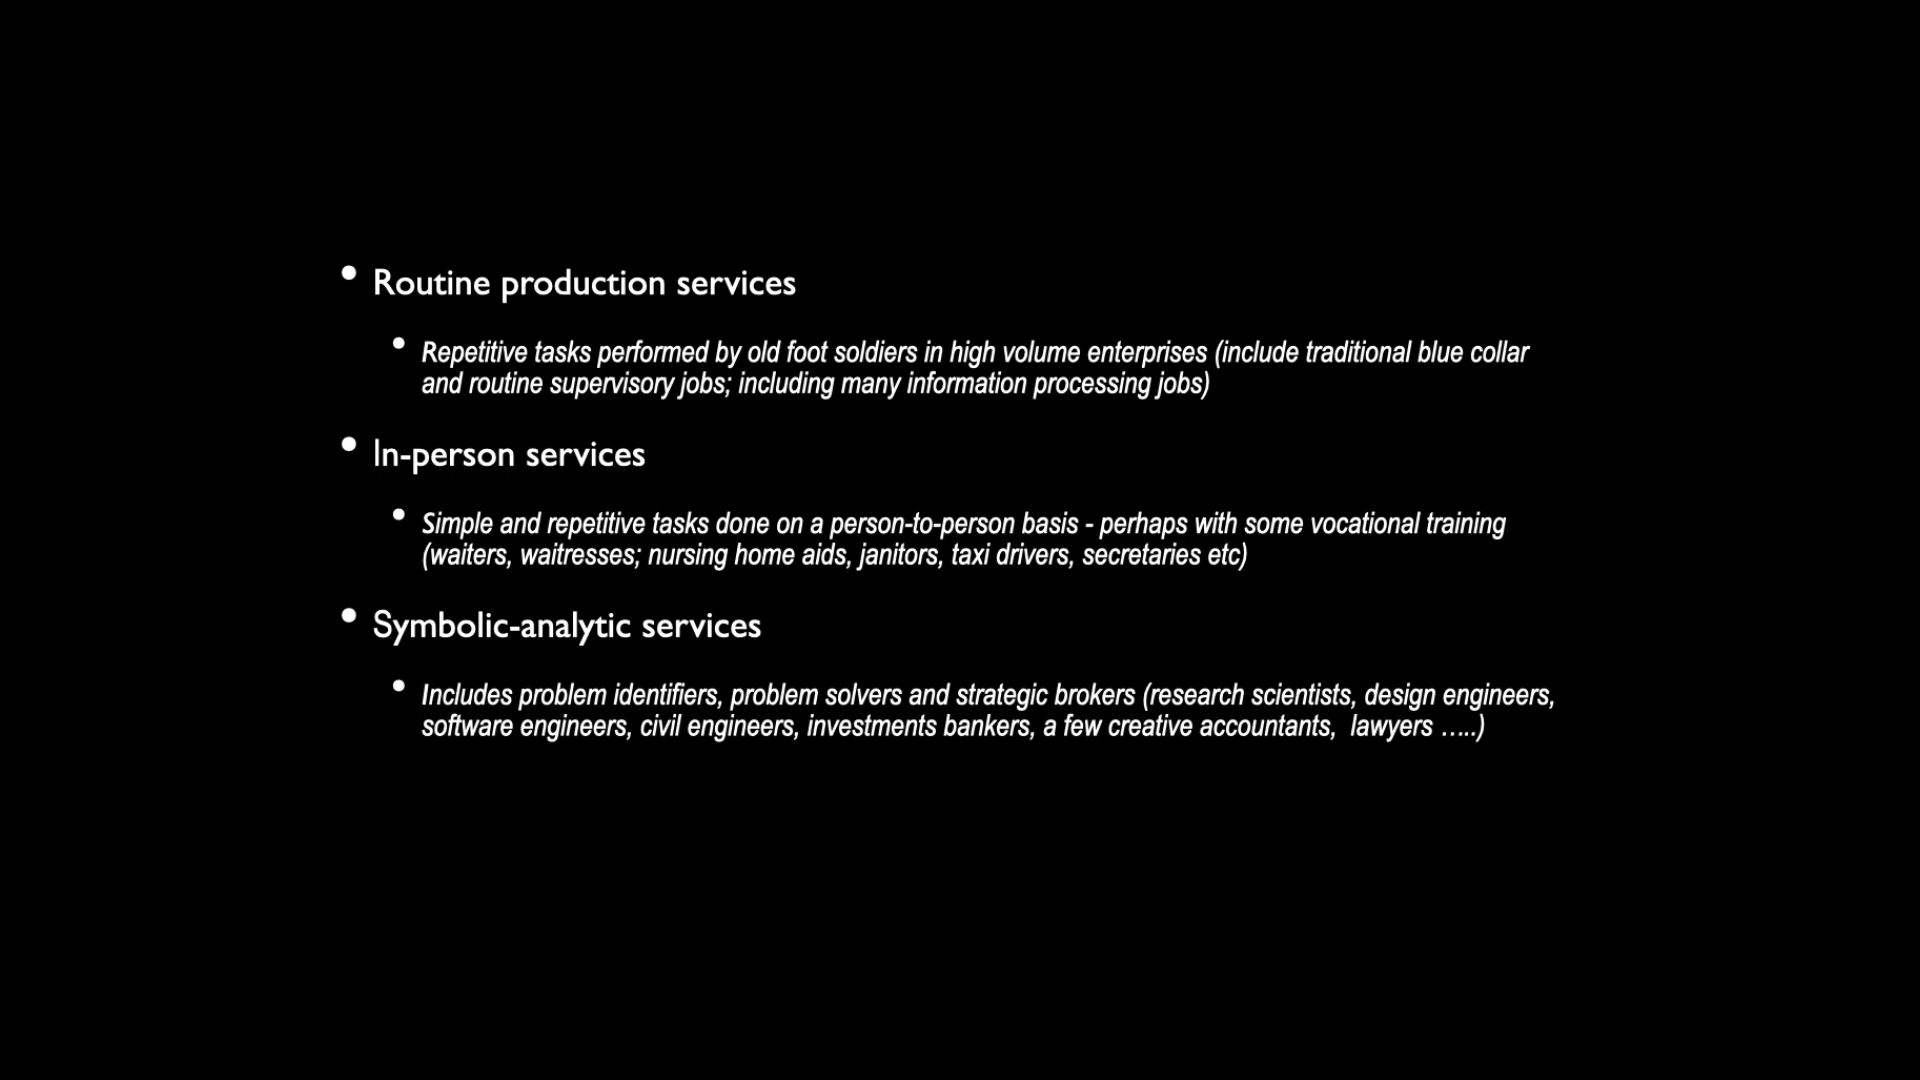 • Routine production services
• Repetitive tasks performed by old foot soldiers in high volume enterprises (include traditional blue collar
and routine supervisory jobs; including many information processing jobs)
• In-person services
• Simple and repetitive tasks done on a person-to-person basis - perhaps with some vocational training
(waiters, waitresses; nursing home aids, janitors, taxi drivers, secretaries etc)
• Symbolic-analytic services
• Includes problem identifiers, problem solvers and strategic brokers (research scientists, design engineers,
software engineers, civil engineers, investments bankers, a few creative accountants,  lawyers …..)